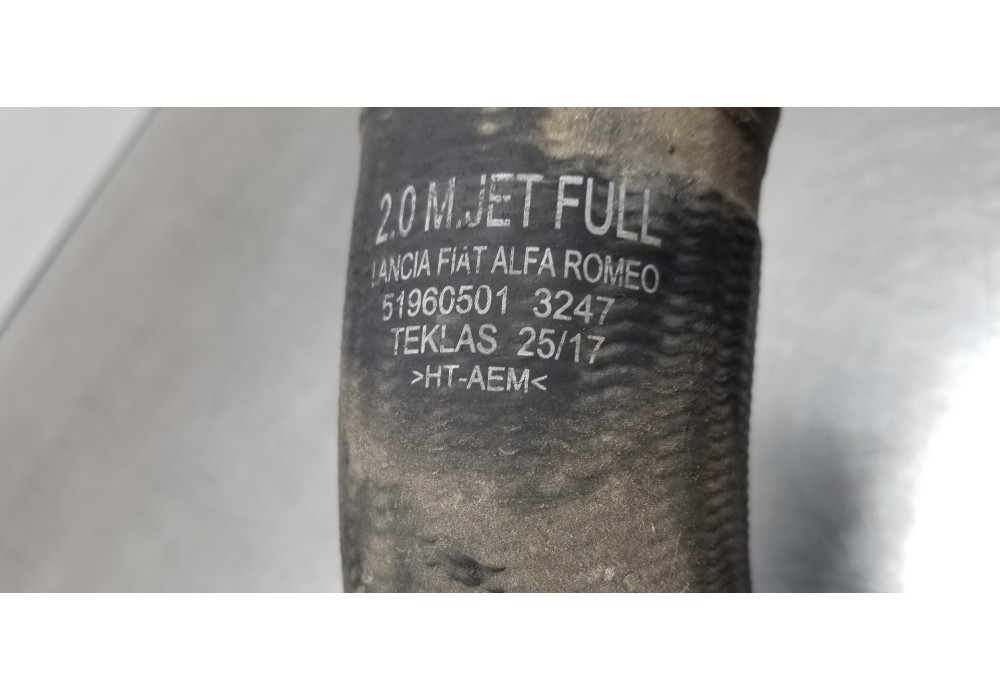 2.0 M.JET FULL
LANCIA FIAT ALFA ROMEO
51960501 3247
TEKLAS 25/17
>HT-AEM<